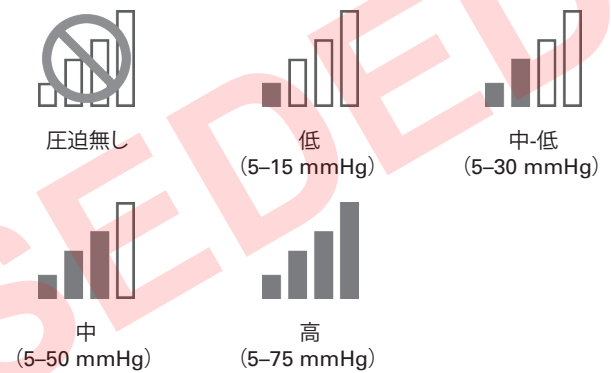 圧迫無し
低
（5–15 mmHg）
中-低
（5–30 mmHg）
中
（5–50 mmHg）
高
（5–75 mmHg）
SEDED